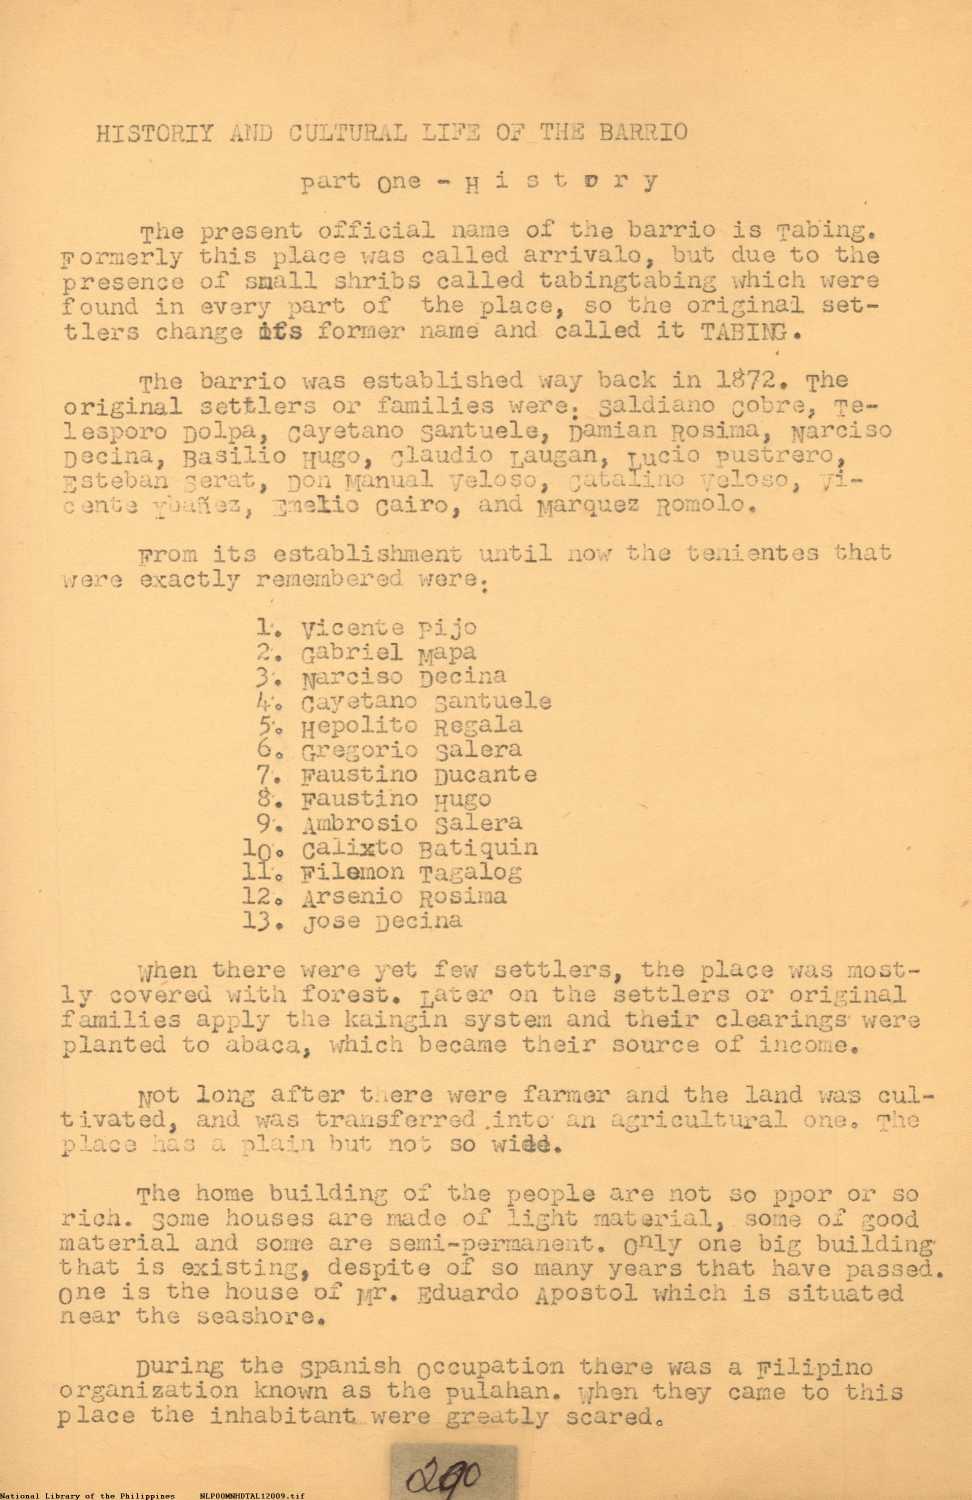 HISTORIY AND CULTURAL LIFE OF THE BARRIO
Part One - H i s t o r y
The present official name of the barrio is Tabing.
Formerly this place was called arrivalo, but due to the
presence of small shribs called tabingtabing which were
found in every part of the place, so the original set-
tlers change its former name and called it TABING.
The barrio was established way back in 1872. The
original settlers or families were: Saldiano Cobre, Te-
lesporo Dolpa, Cayetano Santuele, Damian Rosima, Narciso
Decina, Basilio Hugo, Claudio Laugan, Lucio Pustrero,
Esteban Serat, Don Manual Veloso, Catalino Veloso, Vi-
cente Ybañez, Emelio Cairo, and Marquez Romolo.
From its establishment until now the tenientes that
were exactly remembered were:
1. Vicente Pijo
2. Gabriel Mapa
3. Narciso Decina
4. Cayetano Santuele
5. Hepolito Regala
6. Gregorio Salera
7. Faustino Ducante
8. Faustino Hugo
9. Ambrosio Salera
10. Calixto Batiquin
11. Filemon Tagalog
12. Arsenio Rosima
13. Jose Decina
When there were yet few settlers, the place was most-
ly covered with forest. Later on the settlers or original
families apply the kaingin system and their clearings were
planted to abaca, which became their source of income.
Not long after there were farmer and the land was cul-
tivated, and was transferred into an agricultural one. The
place has a plain but not so wide.
The home building of the people are not so ppor or so
rich. Some houses are made of light material, some of good
material and some are semi-permanent. Only one big building
that is existing, despite of so many years that have passed.
One is the house of Mr. Eduardo Apostol which is situated
near the seashore.
During the Spanish Occupation there was a Filipino
organization known as the Pulahan. When they came to this
place the inhabitant were greatly scared.
290
National Library of the Philippines NLPOOMNHDTAL12009.tif